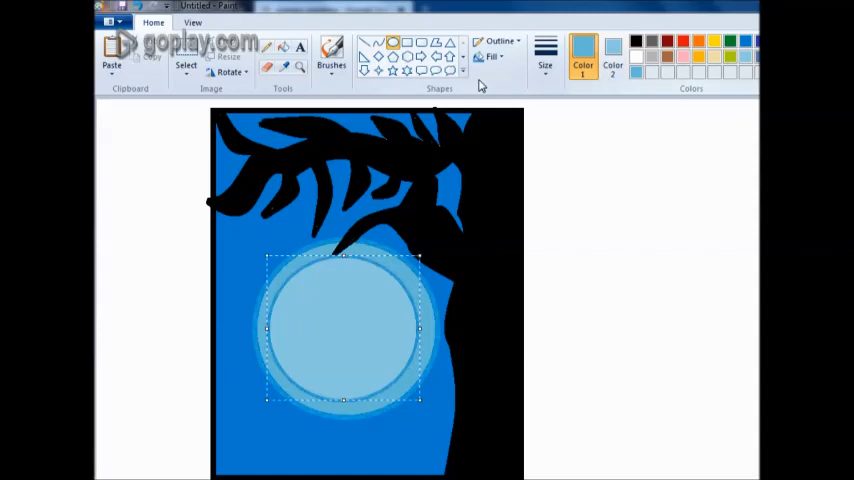 Untitled - Paint
Home View
goplay.com
Paste
Copy
Select
Resize
Rotate
A
Brushes
Outline
Fill
Size
Color 1
Color 2
Clipboard Image Tools Shapes Colors